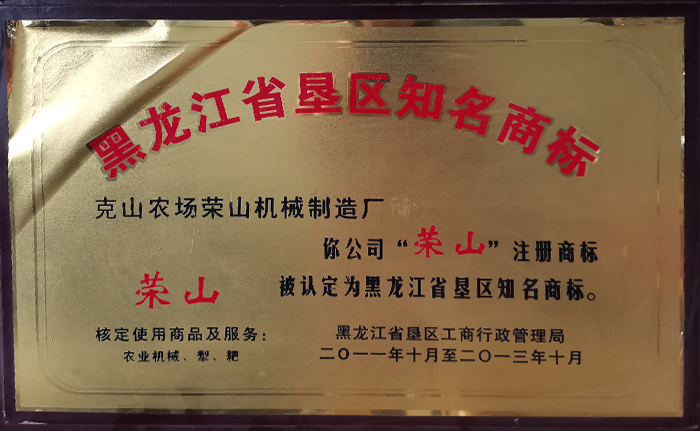 黑龙江省垦区知名商标
克山农场荣山机械制造厂
你公司“荣山”注册商标
荣山
被认定为黑龙江省垦区知名商标。
核定使用商品及服务：
农业机械、犁、耙
黑龙江省垦区工商行政管理局
二〇一一年十月至二〇一三年十月